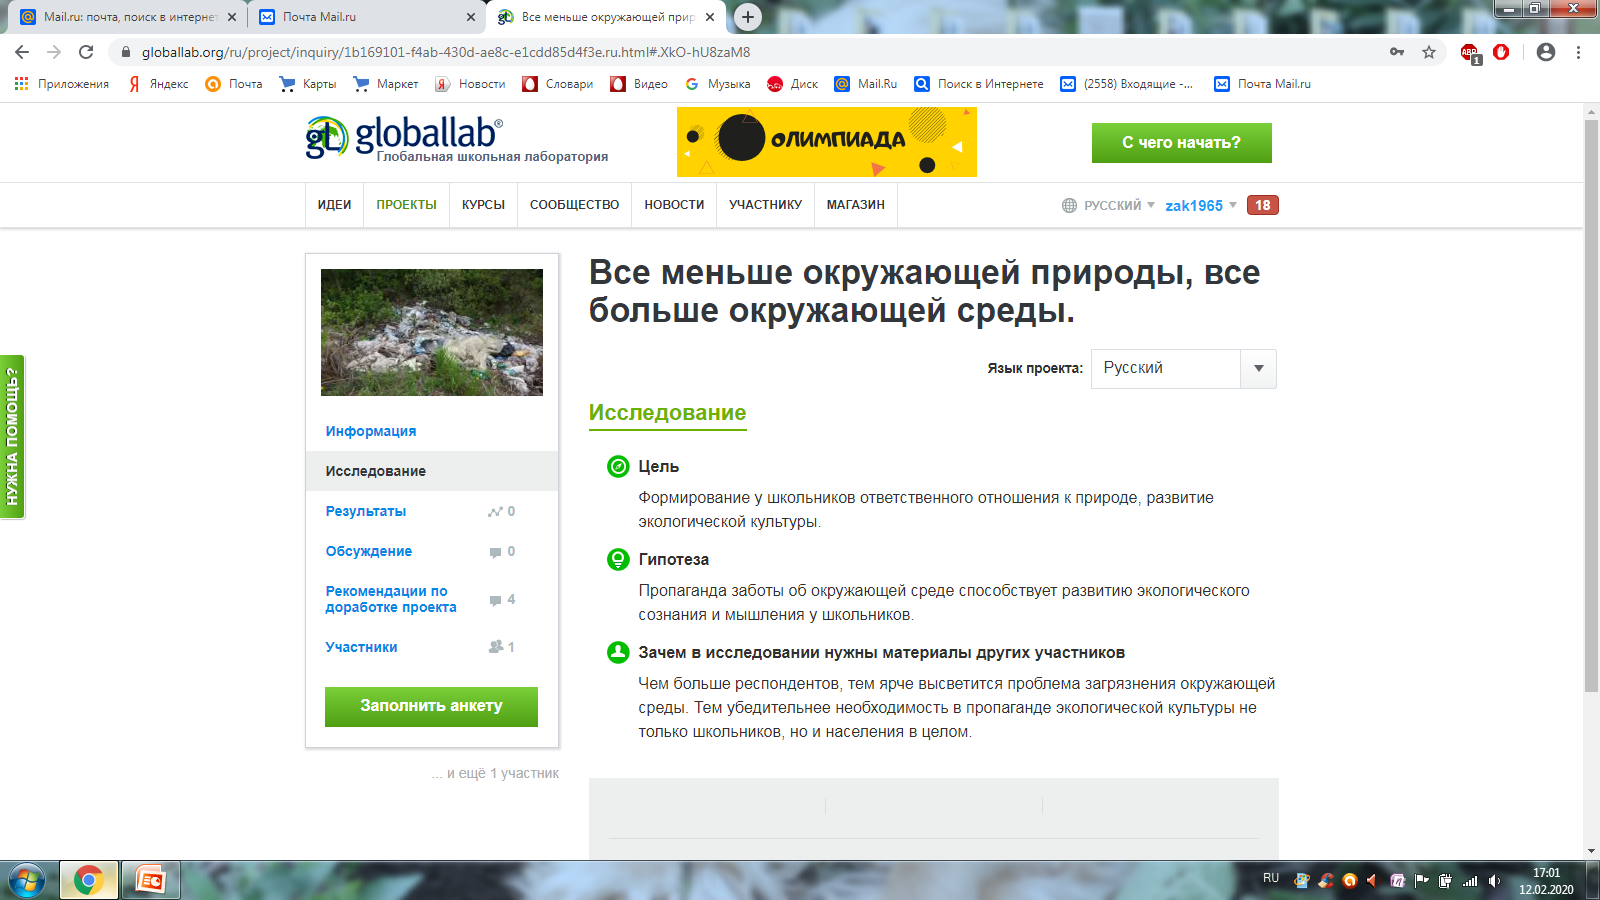 Mail.ru: почта, поиск в интернет
Почта Mail.ru
Все меньше окружающей прир
globallab.org/ru/project/inquiry/1b169101-f4ab-430d-ae8c-e1cdd85d4f3e.ru.html#.XkO-hU8zaM8
ABP
1
Приложения
Яндекс
Почта
Карты
Маркет
Новости
Словари
Видео
Музыка
Диск
Mail.Ru
Поиск в Интернете
(2558) Входящие -...
Почта Mail.ru
gl globallab®
Глобальная школьная лаборатория
ОЛИМПИАДА
С чего начать?
ИДЕИ
ПРОЕКТЫ
КУРСЫ
СООБЩЕСТВО
НОВОСТИ
УЧАСТНИКУ
МАГАЗИН
РУССКИЙ
zak1965
18
НУЖНА ПОМОЩЬ?
Информация
Исследование
Результаты 0
Обсуждение 0
Рекомендации по
доработке проекта 4
Участники 1
Заполнить анкету
... и ещё 1 участник
Все меньше окружающей природы, все
больше окружающей среды.
Язык проекта: Русский
Исследование
Цель
Формирование у школьников ответственного отношения к природе, развитие
экологической культуры.
Гипотеза
Пропаганда заботы об окружающей среде способствует развитию экологического
сознания и мышления у школьников.
Зачем в исследовании нужны материалы других участников
Чем больше респондентов, тем ярче высветится проблема загрязнения окружающей
среды. Тем убедительнее необходимость в пропаганде экологической культуры не
только школьников, но и населения в целом.
RU
17:01
12.02.2020